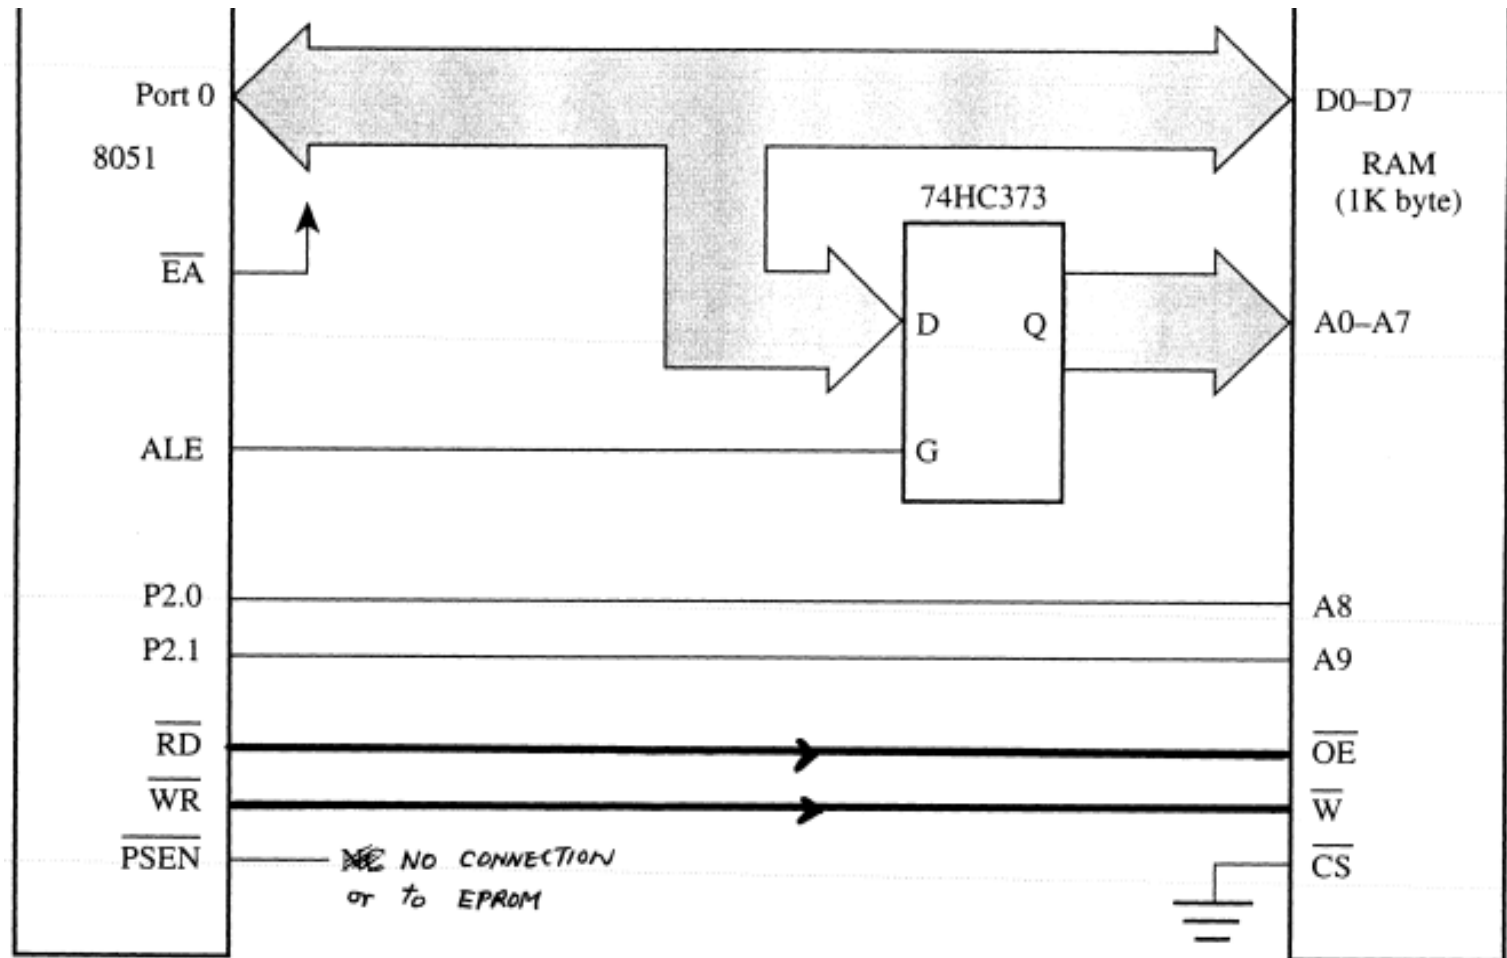 Port 0
8051
EA
ALE
P2.0
P2.1
RD
WR
PSEN
NO CONNECTION
or to EPROM
74HC373
D Q
G
D0–D7
RAM
(1K byte)
A0–A7
A8
A9
OE
W
CS